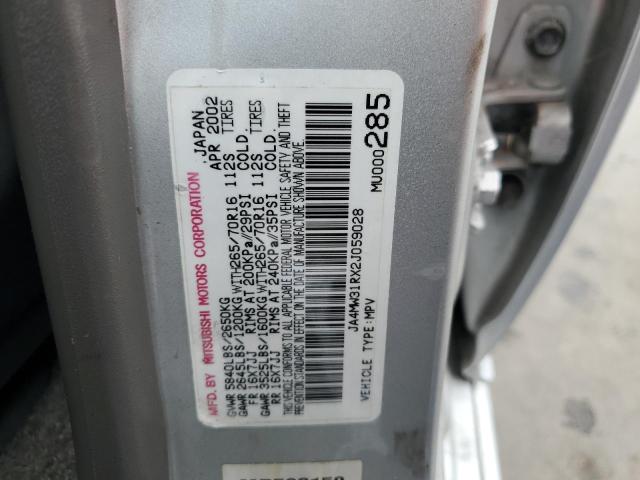 MFD. BY MITSUBISHI MOTORS CORPORATION JAPAN
GVWR 5840LBS/2650KG APR 2002
GAWR 2645LBS/1200KG WITH265/70R16 112S TIRES
FR 16X7JJ RIMS AT 200KPA/29PSI COLD.
GAWR 3525LBS/1600KG WITH265/70R16 112S TIRES
RR 16X7JJ RIMS AT 240KPA/35PSI COLD.
THIS VEHICLE CONFORMS TO ALL APPLICABLE FEDERAL MOTOR VEHICLE SAFETY AND THEFT
PREVENTION STANDARDS IN EFFECT ON THE DATE OF MANUFACTURE SHOWN ABOVE
JA4MW31RX2J059028
VEHICLE TYPE:MPV MU000285